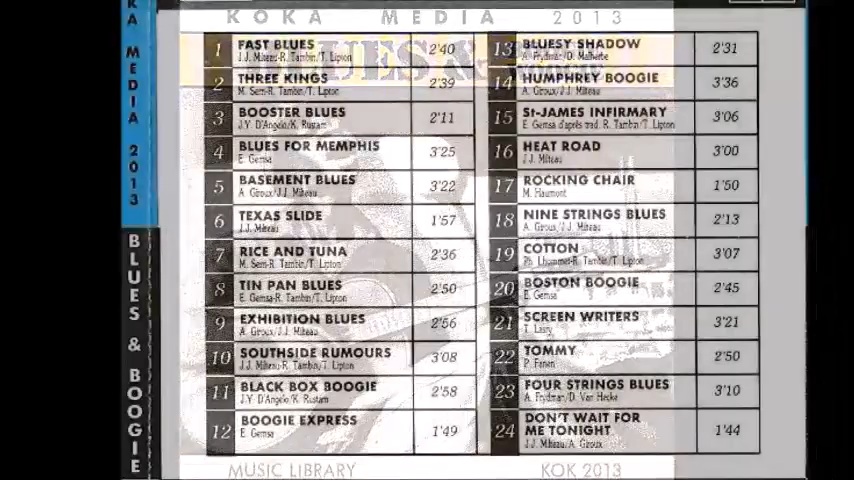 KOKA MEDIA 2013
BLUES &
1 FAST BLUES 2'40
J.J. Milteau-R. Tambin/T. Lipton
2 THREE KINGS 2'39
M. Sem-R. Tambin/T. Lipton
3 BOOSTER BLUES 2'11
J.Y. D'Angelo/K. Rustam
4 BLUES FOR MEMPHIS 3'25
E. Gemsa
5 BASEMENT BLUES 3'22
A. Giroux/J.J. Milteau
6 TEXAS SLIDE 1'57
J.J. Milteau
7 RICE AND TUNA 2'36
M. Sem-R. Tambin/T. Lipton
8 TIN PAN BLUES 2'50
E. Gemsa-R. Tambin/T. Lipton
9 EXHIBITION BLUES 2'56
A. Giroux/J.J. Milteau
10 SOUTHSIDE RUMOURS 3'08
J.J. Milteau-R. Tambin/T. Lipton
11 BLACK BOX BOOGIE 2'58
J.Y. D'Angelo/K. Rustam
12 BOOGIE EXPRESS 1'49
E. Gemsa
13 BLUESY SHADOW 2'31
A. Frydman/D. Malherbe
14 HUMPHREY BOOGIE 3'36
A. Giroux/J.J. Milteau
15 St-JAMES INFIRMARY 3'06
E. Gemsa d'après trad. R. Tambin/T. Lipton
16 HEAT ROAD 3'00
J.J. Milteau
17 ROCKING CHAIR 1'50
M. Haumont
18 NINE STRINGS BLUES 2'13
A. Giroux/J.J. Milteau
19 COTTON 3'07
Ph. Lhommet-R. Tambin/T. Lipton
20 BOSTON BOOGIE 2'45
E. Gemsa
21 SCREEN WRITERS 3'21
22 TOMMY 2'50
23 FOUR STRINGS BLUES 3'10
A. Frydman/D. Van Hecke
24 DON'T WAIT FOR
ME TONIGHT 1'44
J.J. Milteau/A. Giroux
MUSIC LIBRARY KOK 2013
KA MEDIA 2013
BLUES & BOOGIE